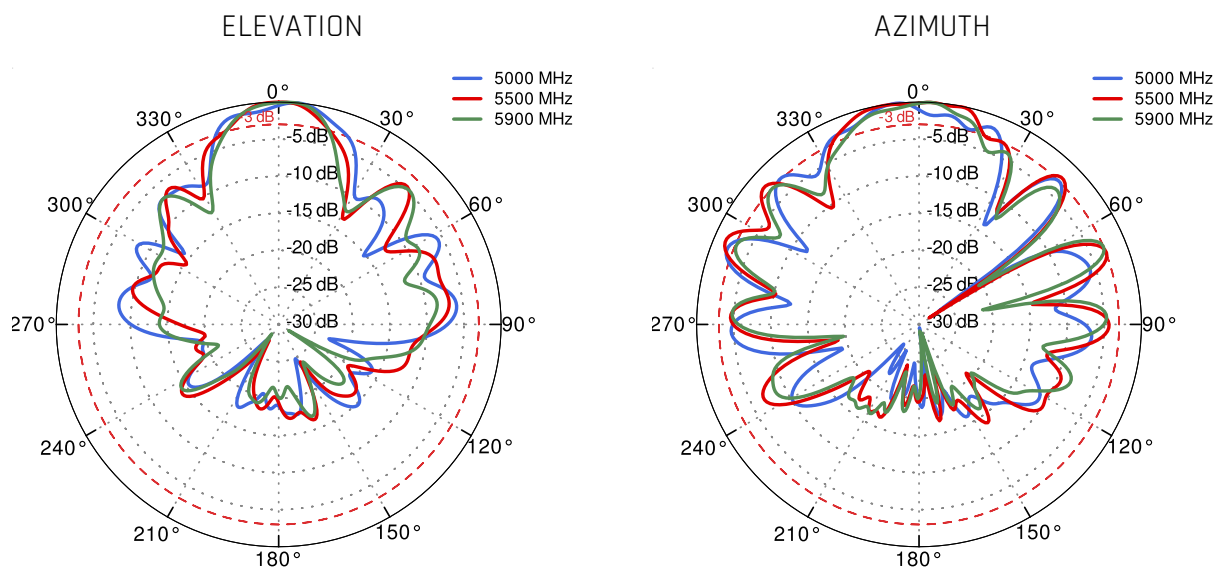 ELEVATION
5000 MHz
5500 MHz
5900 MHz
0°
30°
60°
90°
120°
150°
180°
210°
240°
270°
300°
330°
3 dB
-5 dB
-10 dB
-15 dB
-20 dB
-25 dB
-30 dB
AZIMUTH
5000 MHz
5500 MHz
5900 MHz
0°
30°
60°
90°
120°
150°
180°
210°
240°
270°
300°
330°
-3 dB
-5 dB
-10 dB
-15 dB
-20 dB
-25 dB
-30 dB